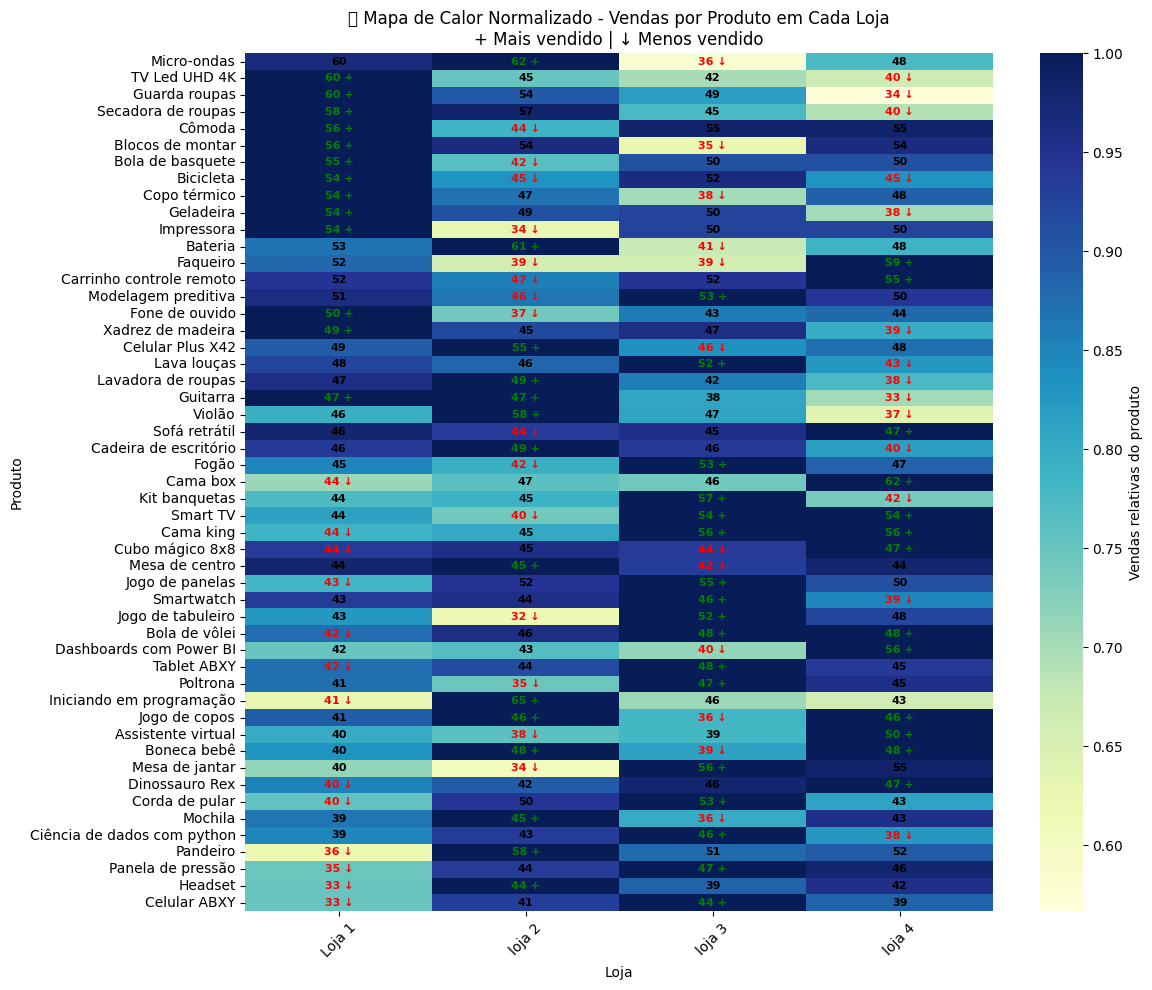 Mapa de Calor Normalizado - Vendas por Produto em Cada Loja
+ Mais vendido | ↓ Menos vendido
Produto
Micro-ondas 60 62 + 36 ↓ 48
TV Led UHD 4K 60 + 45 42 40 ↓
Guarda roupas 60 + 54 49 34 ↓
Secadora de roupas 58 + 57 45 40 ↓
Cômoda 56 + 44 ↓ 55 55
Blocos de montar 56 + 54 35 ↓ 54
Bola de basquete 55 + 42 ↓ 50 50
Bicicleta 54 + 45 ↓ 52 45 ↓
Copo térmico 54 + 47 38 ↓ 48
Geladeira 54 + 49 50 38 ↓
Impressora 54 + 34 ↓ 50 50
Bateria 53 61 + 41 ↓ 48
Faqueiro 52 39 ↓ 39 ↓ 59 +
Carrinho controle remoto 52 47 ↓ 52 55 +
Modelagem preditiva 51 46 ↓ 53 + 50
Fone de ouvido 50 + 37 ↓ 43 44
Xadrez de madeira 49 + 45 47 39 ↓
Celular Plus X42 49 55 + 46 ↓ 48
Lava louças 48 46 52 + 43 ↓
Lavadora de roupas 47 49 + 42 38 ↓
Guitarra 47 + 47 + 38 33 ↓
Violão 46 58 + 47 37 ↓
Sofá retrátil 46 44 ↓ 45 47 +
Cadeira de escritório 46 49 + 46 40 ↓
Fogão 45 42 ↓ 53 + 47
Cama box 44 ↓ 47 46 62 +
Kit banquetas 44 45 57 + 42 ↓
Smart TV 44 40 ↓ 54 + 54 +
Cama king 44 ↓ 45 56 + 56 +
Cubo mágico 8x8 44 ↓ 45 44 ↓ 47 +
Mesa de centro 44 45 + 42 ↓ 44
Jogo de panelas 43 ↓ 52 55 + 50
Smartwatch 43 44 46 + 39 ↓
Jogo de tabuleiro 43 32 ↓ 52 + 48
Bola de vôlei 42 ↓ 46 48 + 48 +
Dashboards com Power BI 42 43 40 ↓ 56 +
Tablet ABXY 42 ↓ 44 48 + 45
Poltrona 41 35 ↓ 47 + 45
Iniciando em programação 41 ↓ 65 + 46 43
Jogo de copos 41 46 + 36 ↓ 46 +
Assistente virtual 40 38 ↓ 39 50 +
Boneca bebê 40 48 + 39 ↓ 48 +
Mesa de jantar 40 34 ↓ 56 + 55
Dinossauro Rex 40 ↓ 42 46 47 +
Corda de pular 40 ↓ 50 53 + 43
Mochila 39 45 + 36 ↓ 43
Ciência de dados com python 39 43 46 + 38 ↓
Pandeiro 36 ↓ 58 + 51 52
Panela de pressão 35 ↓ 44 47 + 46
Headset 33 ↓ 44 + 39 42
Celular ABXY 33 ↓ 41 44 + 39
Loja 1 loja 2 loja 3 loja 4
Loja
1.00
0.95
0.90
0.85
0.80
0.75
0.70
0.65
0.60
Vendas relativas do produto